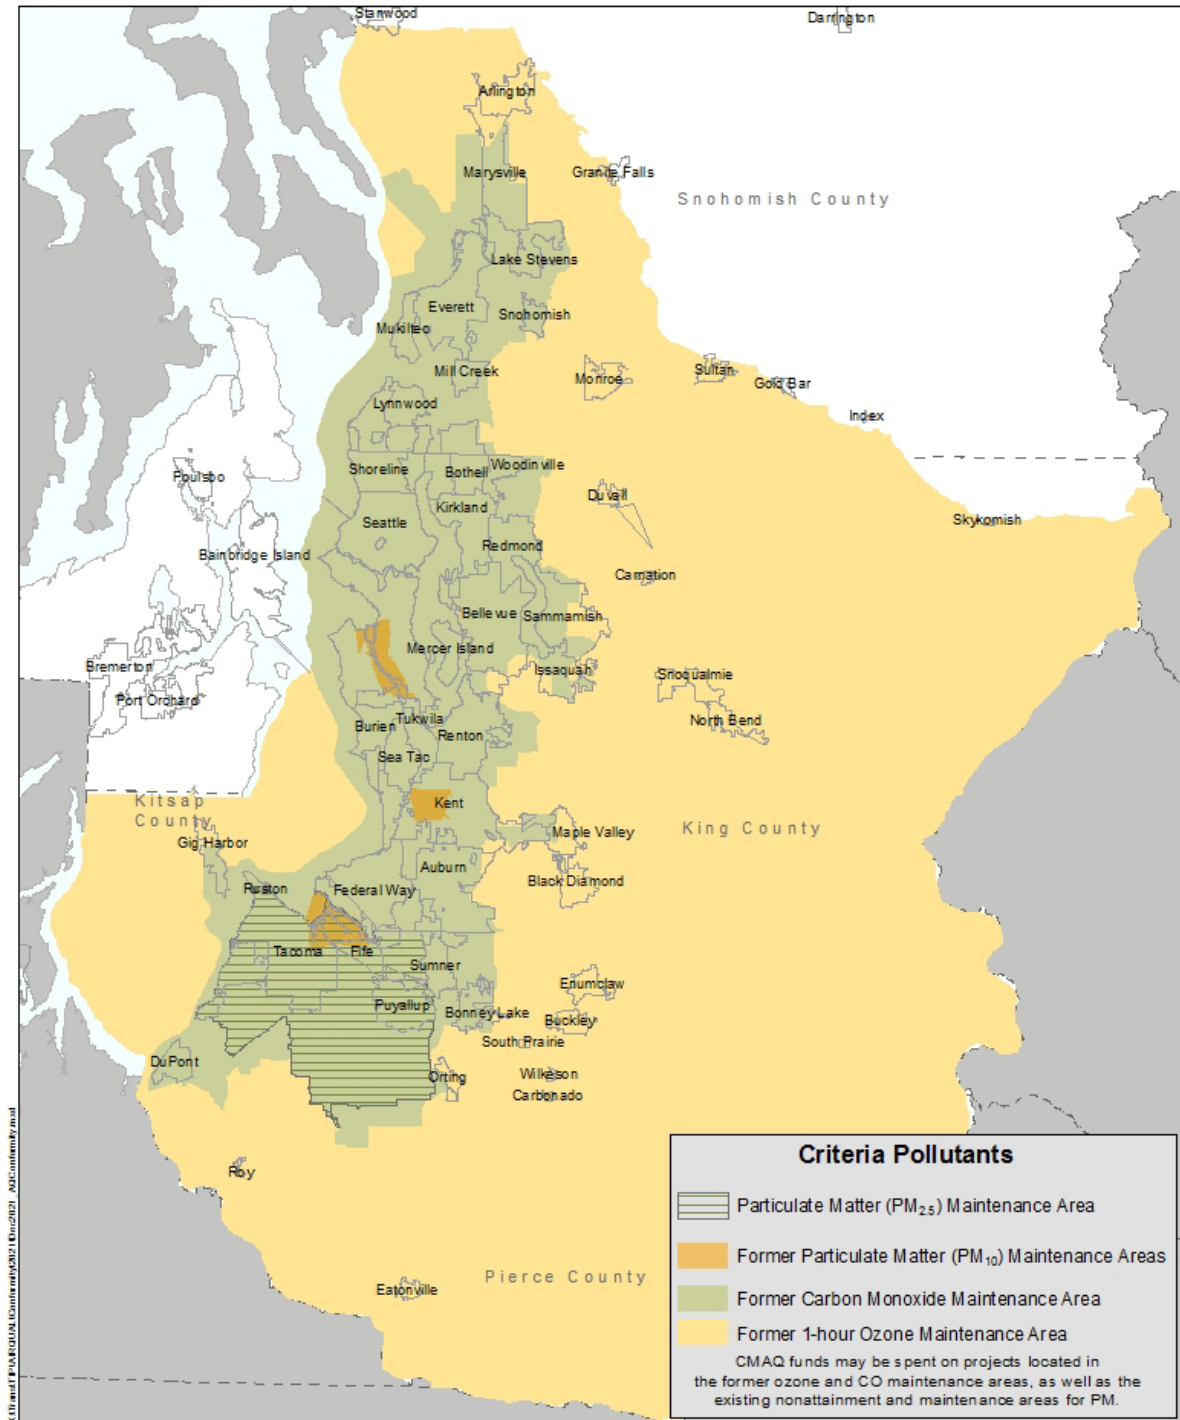 Stanwood
Darrington
Arlington
Marysville
Granite Falls
Snohomish County
Lake Stevens
Everett
Snohomish
Mukilteo
Mill Creek
Monroe
Sultan
Gold Bar
Lynnwood
Index
Shoreline
Bothell
Woodinville
Poulsbo
Duvall
Kirkland
Seattle
Skykomish
Redmond
Bainbridge Island
Carnation
Bellevue
Sammamish
Mercer Island
Bremerton
Issaquah
Snoqualmie
Port Orchard
Tukwila
North Bend
Burien
Renton
Sea Tac
Kitsap
County
Kent
Maple Valley
King County
Gig Harbor
Auburn
Black Diamond
Ruston
Federal Way
Tacoma
Fife
Sumner
Enumclaw
Puyallup
Bonney Lake
Buckley
South Prairie
DuPont
Orting
Wilkeson
Carbonado
Roy
Pierce County
Eatonville
Criteria Pollutants
Particulate Matter (PM2.5) Maintenance Area
Former Particulate Matter (PM10) Maintenance Areas
Former Carbon Monoxide Maintenance Area
Former 1-hour Ozone Maintenance Area
CMAQ funds may be spent on projects located in
the former ozone and CO maintenance areas, as well as the
existing nonattainment and maintenance areas for PM.